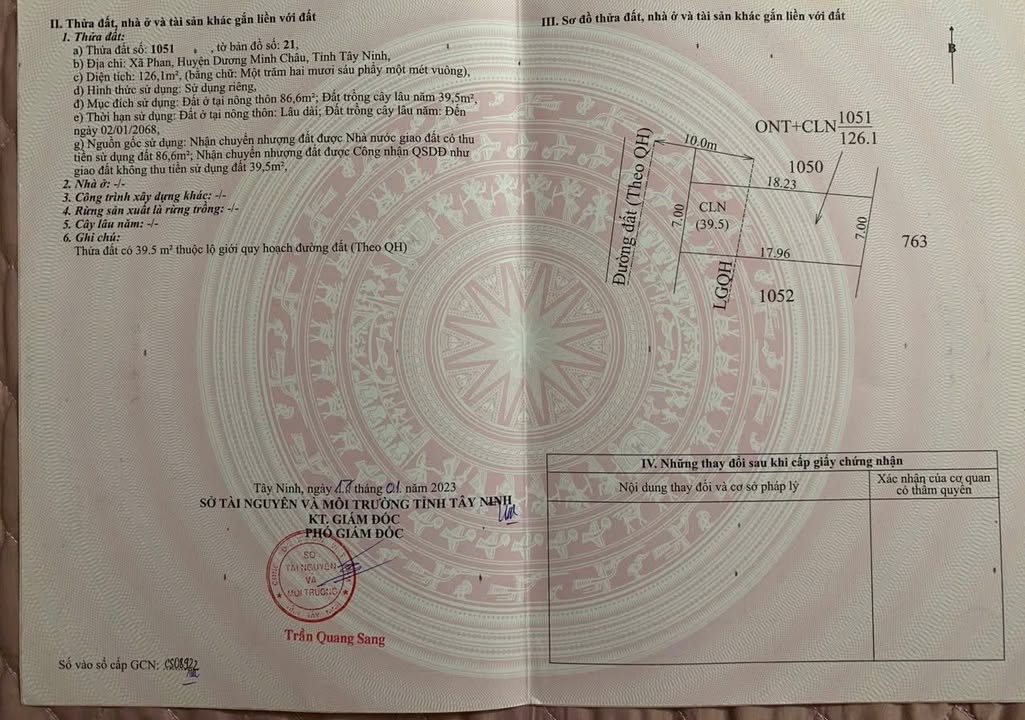 II. Thửa đất, nhà ở và tài sản khác gắn liền với đất
1. Thửa đất:
a) Thửa đất số: 1051 , tờ bản đồ số: 21,
b) Địa chỉ: Xã Phan, Huyện Dương Minh Châu, Tỉnh Tây Ninh,
c) Diện tích: 126,1m², (bằng chữ: Một trăm hai mươi sáu phẩy một mét vuông),
d) Hình thức sử dụng: Sử dụng riêng,
đ) Mục đích sử dụng: Đất ở tại nông thôn 86,6m²; Đất trồng cây lâu năm 39,5m²,
e) Thời hạn sử dụng: Đất ở tại nông thôn: Lâu dài; Đất trồng cây lâu năm: Đến
ngày 02/01/2068,
g) Nguồn gốc sử dụng: Nhận chuyển nhượng đất được Nhà nước giao đất có thu
tiền sử dụng đất 86,6m²; Nhận chuyển nhượng đất được Công nhận QSDĐ như
giao đất không thu tiền sử dụng đất 39,5m²,
2. Nhà ở: -/-
3. Công trình xây dựng khác: -/-
4. Rừng sản xuất là rừng trồng: -/-
5. Cây lâu năm: -/-
6. Ghi chú:
Thửa đất có 39.5 m² thuộc lộ giới quy hoạch đường đất (Theo QH)
Tây Ninh, ngày 17 tháng 01 năm 2023
SỞ TÀI NGUYÊN VÀ MÔI TRƯỜNG TỈNH TÂY NINH
KT. GIÁM ĐỐC
PHÓ GIÁM ĐỐC
SỞ
TÀI NGUYÊN
VÀ
MÔI TRƯỜNG
Trần Quang Sang
Số vào sổ cấp GCN: CS08922
III. Sơ đồ thửa đất, nhà ở và tài sản khác gắn liền với đất
B
ONT+CLN 1051
126.1
10.0m
1050
18.23
Đường đất (Theo QH)
7.00
CLN
(39.5)
7.00
763
17.96
LGQH
1052
IV. Những thay đổi sau khi cấp giấy chứng nhận
Nội dung thay đổi và cơ sở pháp lý
Xác nhận của cơ quan
có thẩm quyền